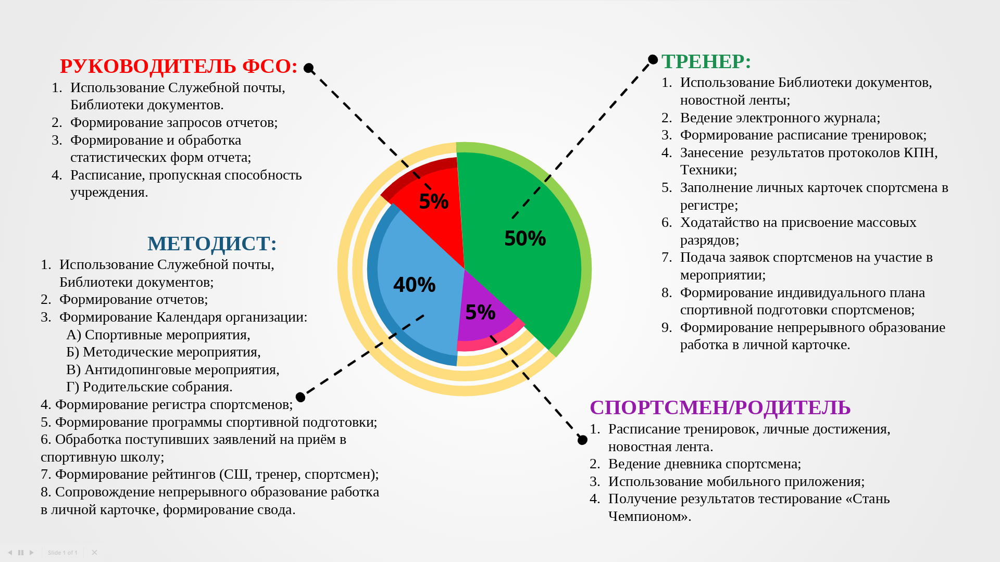 РУКОВОДИТЕЛЬ ФСО:
1. Использование Служебной почты,
Библиотеки документов.
2. Формирование запросов отчетов;
3. Формирование и обработка
статистических форм отчета;
4. Расписание, пропускная способность
учреждения.
МЕТОДИСТ:
1. Использование Служебной почты,
Библиотеки документов;
2. Формирование отчетов;
3. Формирование Календаря организации:
А) Спортивные мероприятия,
Б) Методические мероприятия,
В) Антидопинговые мероприятия,
Г) Родительские собрания.
4. Формирование регистра спортсменов;
5. Формирование программы спортивной подготовки;
6. Обработка поступивших заявлений на приём в
спортивную школу;
7. Формирование рейтингов (СШ, тренер, спортсмен);
8. Сопровождение непрерывного образование работка
в личной карточке, формирование свода.
5%
50%
40%
5%
ТРЕНЕР:
1. Использование Библиотеки документов,
новостной ленты;
2. Ведение электронного журнала;
3. Формирование расписание тренировок;
4. Занесение  результатов протоколов КПН,
Техники;
5. Заполнение личных карточек спортсмена в
регистре;
6. Ходатайство на присвоение массовых
разрядов;
7. Подача заявок спортсменов на участие в
мероприятии;
8. Формирование индивидуального плана
спортивной подготовки спортсменов;
9. Формирование непрерывного образование
работка в личной карточке.
СПОРТСМЕН/РОДИТЕЛЬ
1. Расписание тренировок, личные достижения,
новостная лента.
2. Ведение дневника спортсмена;
3. Использование мобильного приложения;
4. Получение результатов тестирование «Стань
Чемпионом».
Slide 1 of 1